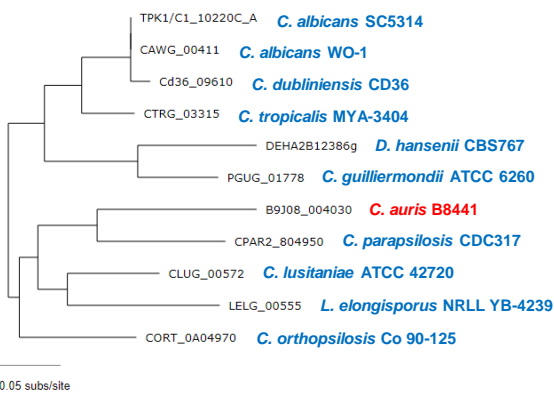 TPK1/C1_10220C_A C. albicans SC5314
CAWG_00411 C. albicans WO-1
Cd36_09610 C. dubliniensis CD36
CTRG_03315 C. tropicalis MYA-3404
DEHA2B12386g D. hansenii CBS767
PGUG_01778 C. guilliermondii ATCC 6260
B9J08_004030 C. auris B8441
CPAR2_804950 C. parapsilosis CDC317
CLUG_00572 C. lusitaniae ATCC 42720
LELG_00555 L. elongisporus NRLL YB-4239
CORT_0A04970 C. orthopsilosis Co 90-125
0.05 subs/site